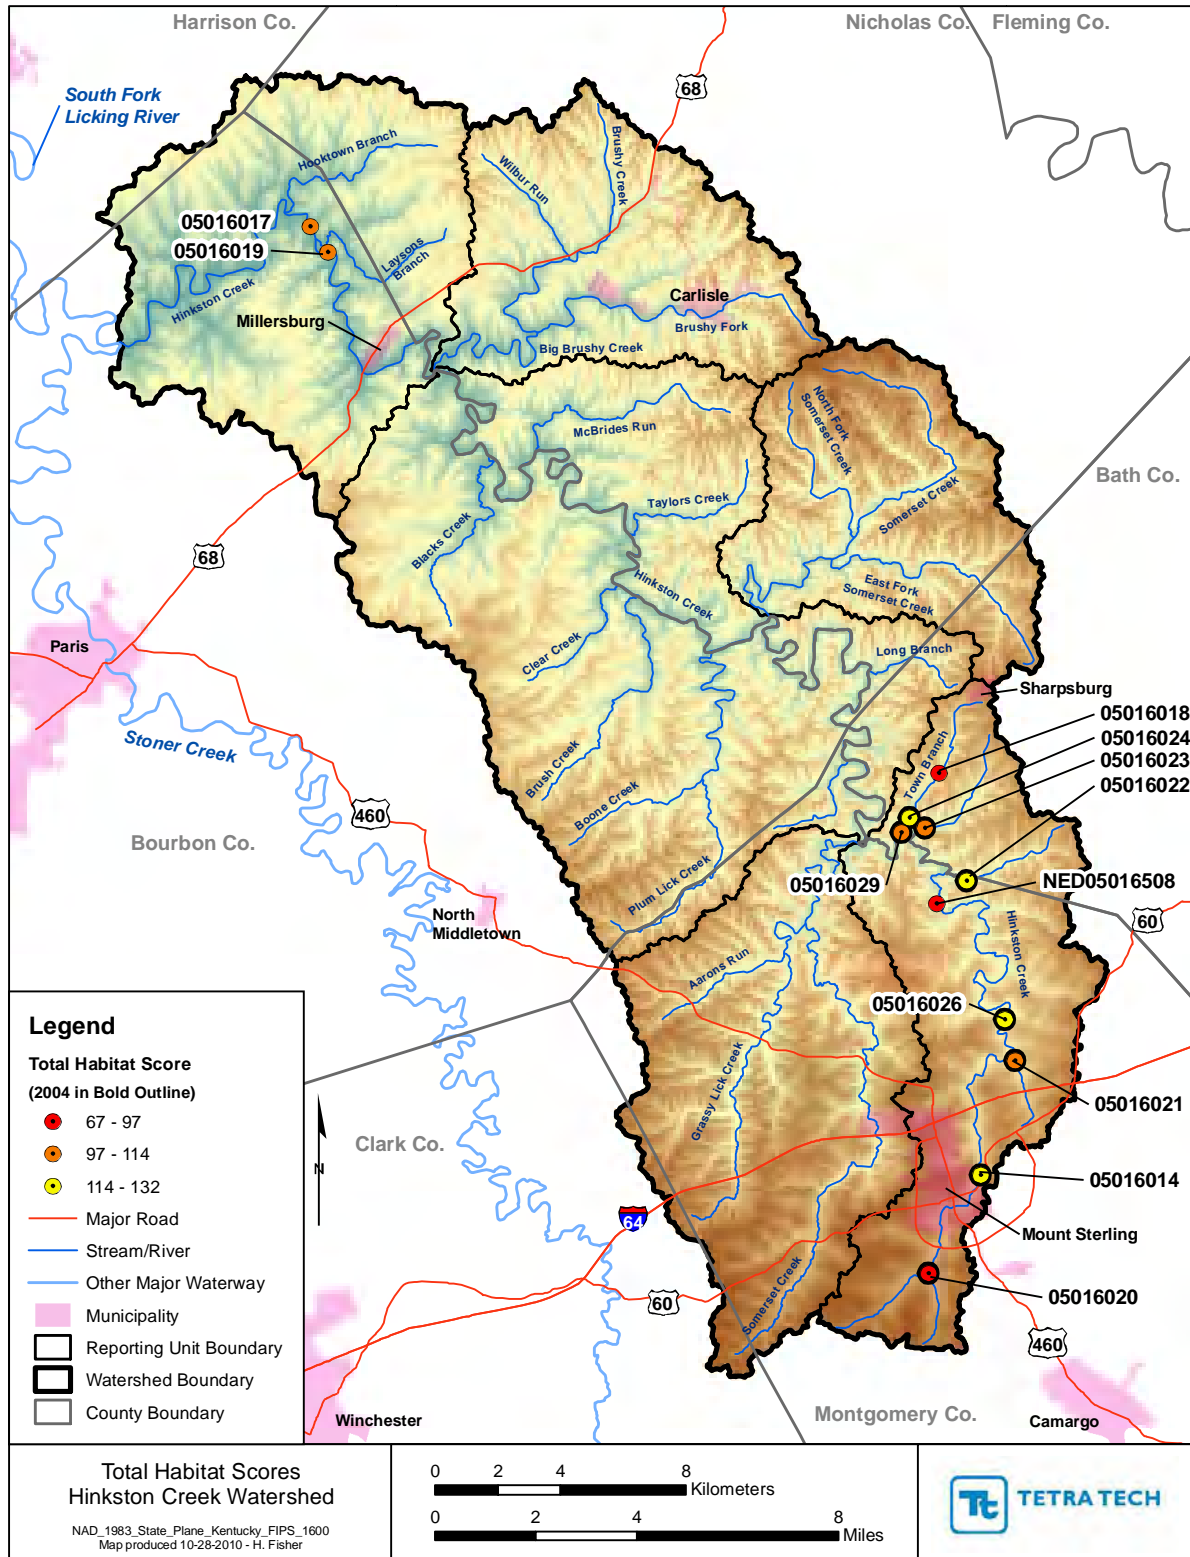 Harrison Co.
Nicholas Co.
Fleming Co.
South Fork
Licking River
68
Hooktown Branch
Wilbur Run
Brushy Creek
05016017
05016019
Laysons
Branch
Hinkston Creek
Millersburg
Carlisle
Brushy Fork
Big Brushy Creek
McBrides Run
North Fork
Somerset Creek
Bath Co.
Somerset Creek
Taylors Creek
Blacks Creek
68
Hinkston Creek
East Fork
Somerset Creek
Paris
Clear Creek
Long Branch
Sharpsburg
05016018
05016024
05016023
05016022
Stoner Creek
Town Branch
Brush Creek
Boone Creek
460
Bourbon Co.
Plum Lick Creek
05016029
NED05016508
North
Middletown
60
Hinkston Creek
Aarons Run
05016026
Grassy Lick Creek
05016021
Clark Co.
05016014
64
Mount Sterling
Somerset Creek
05016020
60
460
Winchester
Montgomery Co.
Camargo
Legend
Total Habitat Score
(2004 in Bold Outline)
67 - 97
97 - 114
114 - 132
Major Road
Stream/River
Other Major Waterway
Municipality
Reporting Unit Boundary
Watershed Boundary
County Boundary
N
Total Habitat Scores
Hinkston Creek Watershed
NAD_1983_State_Plane_Kentucky_FIPS_1600
Map produced 10-28-2010 - H. Fisher
0 2 4 8
Kilometers
0 2 4 8
Miles
Tt
TETRA TECH